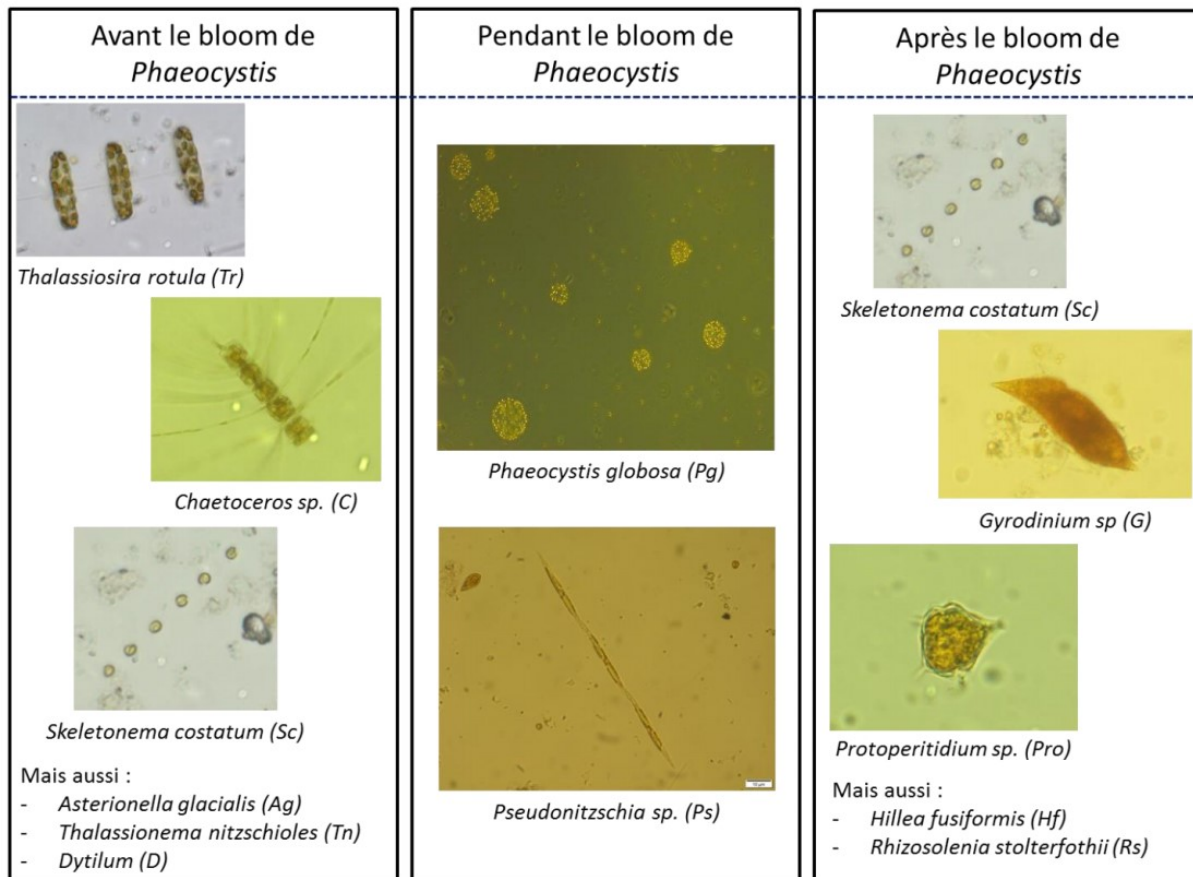 Avant le bloom de
Phaeocystis
Thalassiosira rotula (Tr)
Chaetoceros sp. (C)
Skeletonema costatum (Sc)
Mais aussi :
- Asterionella glacialis (Ag)
- Thalassionema nitzschioles (Tn)
- Dytilum (D)
Pendant le bloom de
Phaeocystis
Phaeocystis globosa (Pg)
Pseudonitzschia sp. (Ps)
Après le bloom de
Phaeocystis
Skeletonema costatum (Sc)
Gyrodinium sp (G)
Protoperitidium sp. (Pro)
Mais aussi :
- Hillea fusiformis (Hf)
- Rhizosolenia stolterfothii (Rs)